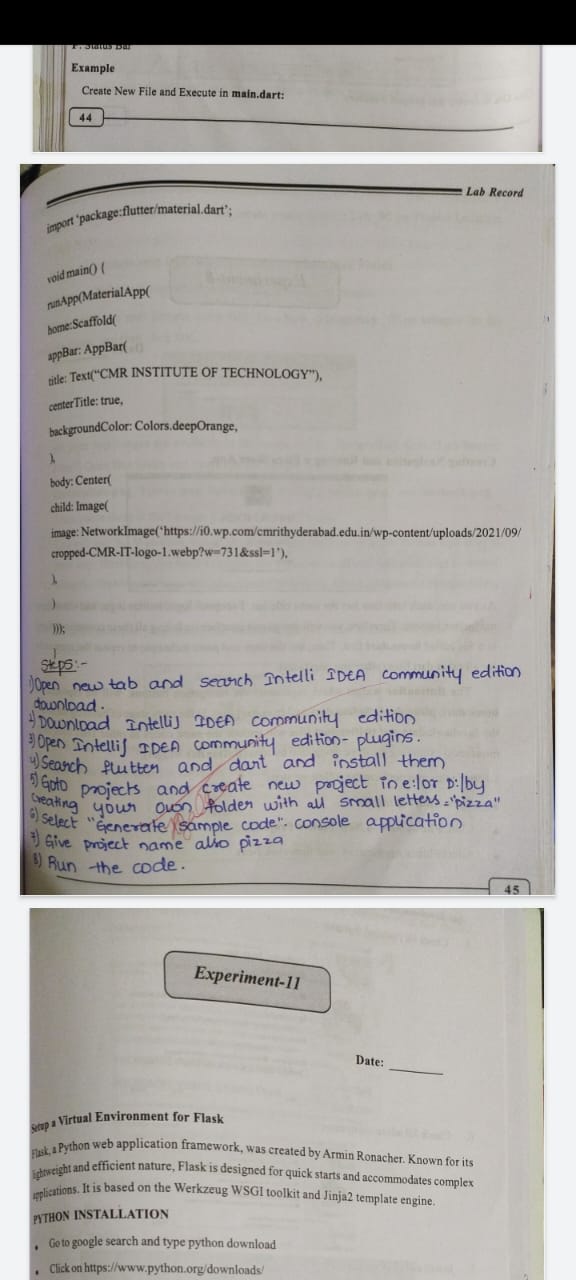 F. Status Bar
Example
Create New File and Execute in main.dart:
44
Lab Record
import 'package:flutter/material.dart';
void main() {
runApp(MaterialApp(
home:Scaffold(
appBar: AppBar(
title: Text("CMR INSTITUTE OF TECHNOLOGY"),
centerTitle: true,
backgroundColor: Colors.deepOrange,
),
body: Center(
child: Image(
image: NetworkImage('https://i0.wp.com/cmrithyderabad.edu.in/wp-content/uploads/2021/09/
cropped-CMR-IT-logo-1.webp?w=731&ssl=1'),
),
)
)));
}
Steps:-
1) Open new tab and search Intelli IDEA community edition
download.
2) Download Intellij IDEA community edition
3) Open Intellij IDEA community edition- plugins.
4) Search flutter and dart and install them
5) Goto projects and create new project in e:\or D:\by
creating your own folder with all small letters ="pizza"
6) Select "Generate sample code". console application
7) Give project name also pizza
8) Run the code.
45
Experiment-11
Date:
Setup a Virtual Environment for Flask
Flask, a Python web application framework, was created by Armin Ronacher. Known for its
lightweight and efficient nature, Flask is designed for quick starts and accommodates complex
applications. It is based on the Werkzeug WSGI toolkit and Jinja2 template engine.
PYTHON INSTALLATION
• Go to google search and type python download
• Click on https://www.python.org/downloads/